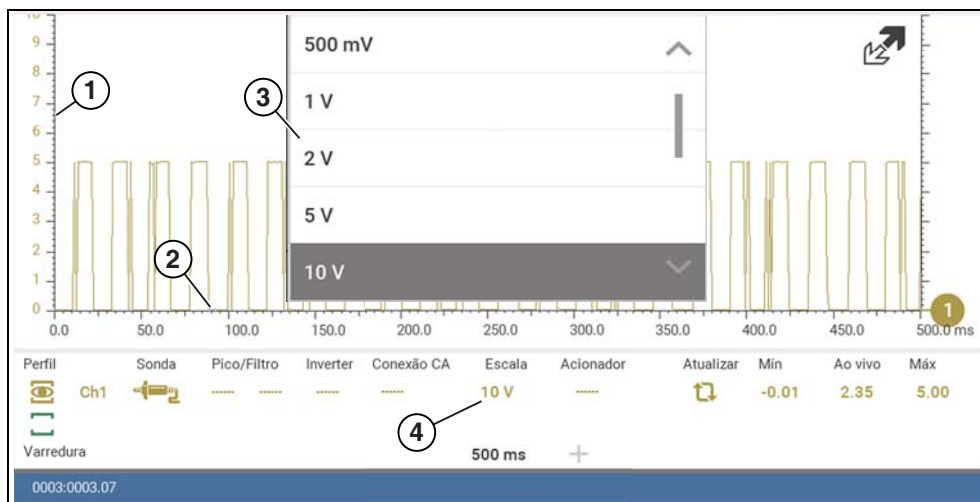 10
9
8
7
6
5
4
3
2
1
0
1
2
3
4
500 mV
1 V
2 V
5 V
10 V
1
0.0 50.0 100.0 150.0 200.0 250.0 300.0 350.0 400.0 450.0 500.0 ms
Perfil Sonda Pico/Filtro Inverter Conexão CA Escala Acionador Atualizar Mín Ao vivo Máx
Ch1 ------ ------ ------ ------ 10 V ------ -0.01 2.35 5.00
Varredura 500 ms +
0003:0003.07